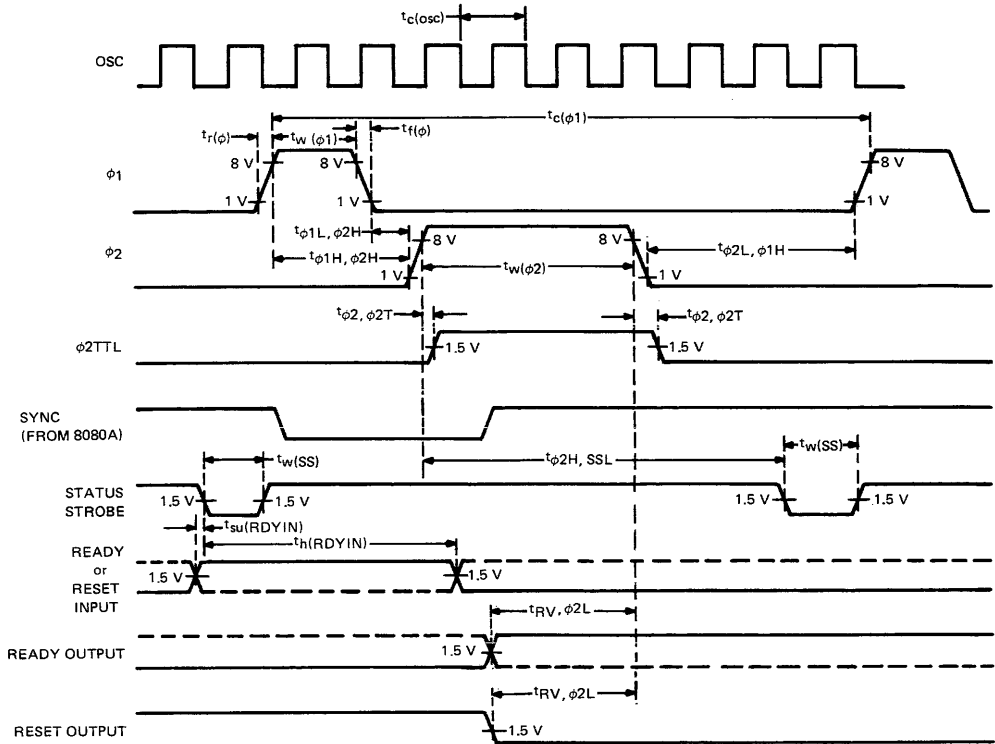 tc(osc)
OSC
tc(ϕ1)
tr(ϕ)
tw (ϕ1)
tf(ϕ)
8 V
8 V
8 V
ϕ1
1 V
1 V
1 V
tϕ1L, ϕ2H
8 V
8 V
tϕ2L, ϕ1H
ϕ2
tϕ1H, ϕ2H
tw(ϕ2)
1 V
1 V
tϕ2, ϕ2T
tϕ2, ϕ2T
ϕ2TTL
1.5 V
1.5 V
SYNC
(FROM 8080A)
tw(SS)
tϕ2H, SSL
tw(SS)
STATUS
STROBE
1.5 V
1.5 V
1.5 V
1.5 V
tsu(RDYIN)
th(RDYIN)
READY
or
RESET
INPUT
1.5 V
1.5 V
tRV, ϕ2L
READY OUTPUT
1.5 V
tRV, ϕ2L
RESET OUTPUT
1.5 V